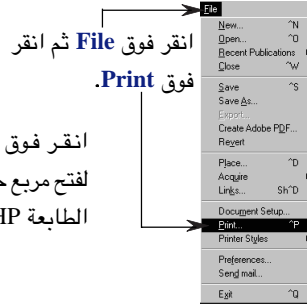 انقر فوق File ثم انقر
فوق Print.
انقر فوق
لفتح مربع
الطابعة HP
File
New... ^N
Open... ^O
Recent Publications
Close ^W
Save ^S
Save As...
Export...
Create Adobe PDF...
Revert
Place... ^D
Acquire
Links... Sh^D
Document Setup...
Print... ^P
Printer Styles
Preferences...
Send mail...
Exit ^Q